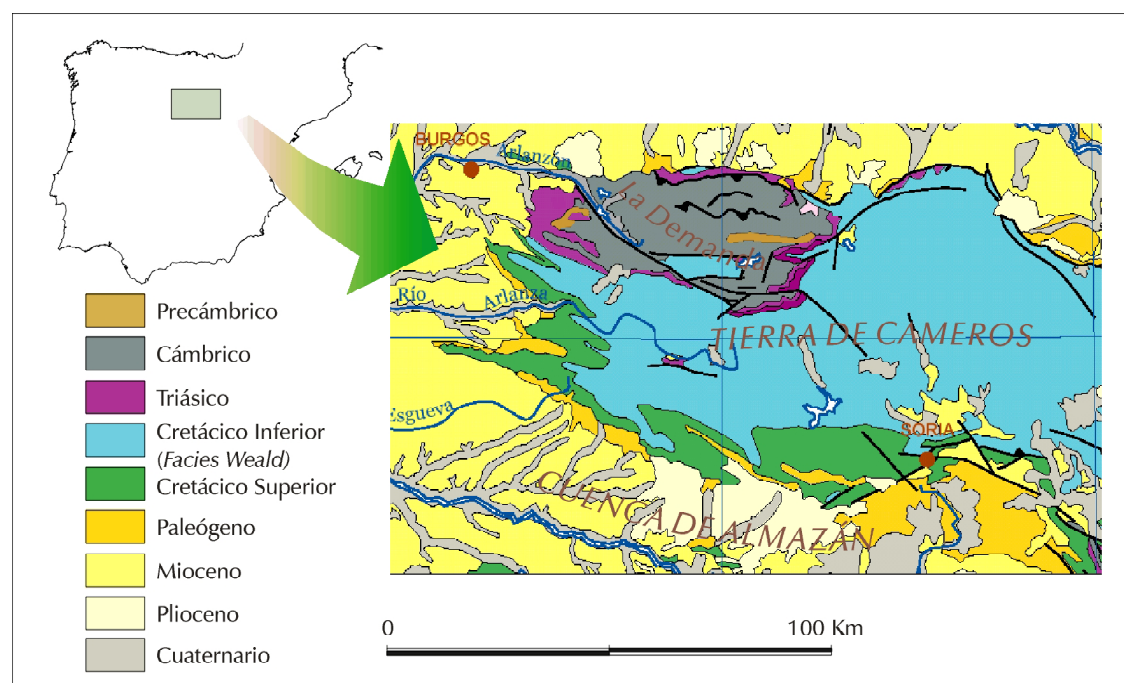 BURGOS
Arlanzón
La Demanda
Río Arlanza
TIERRA DE CAMEROS
Esgueva
SORIA
CUENCA DE ALMAZÁN
Precámbrico
Cámbrico
Triásico
Cretácico Inferior
(Facies Weald)
Cretácico Superior
Paleógeno
Mioceno
Plioceno
Cuaternario
0 100 Km